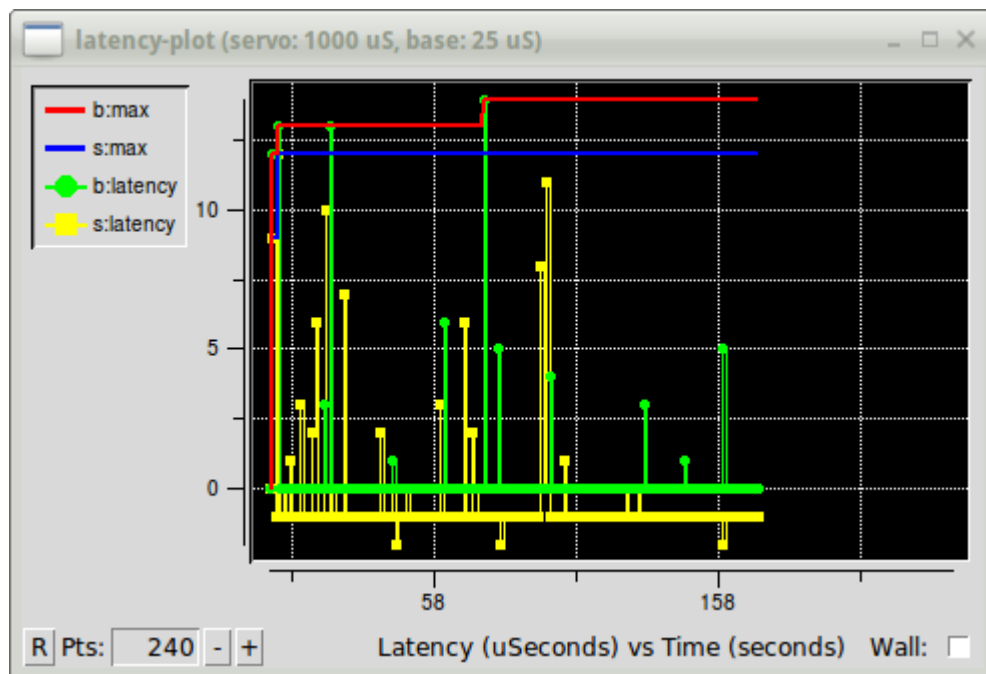 latency-plot (servo: 1000 uS, base: 25 uS)
b:max
s:max
b:latency
s:latency
10
5
0
58 158
R Pts: 240 - + Latency (uSeconds) vs Time (seconds) Wall: